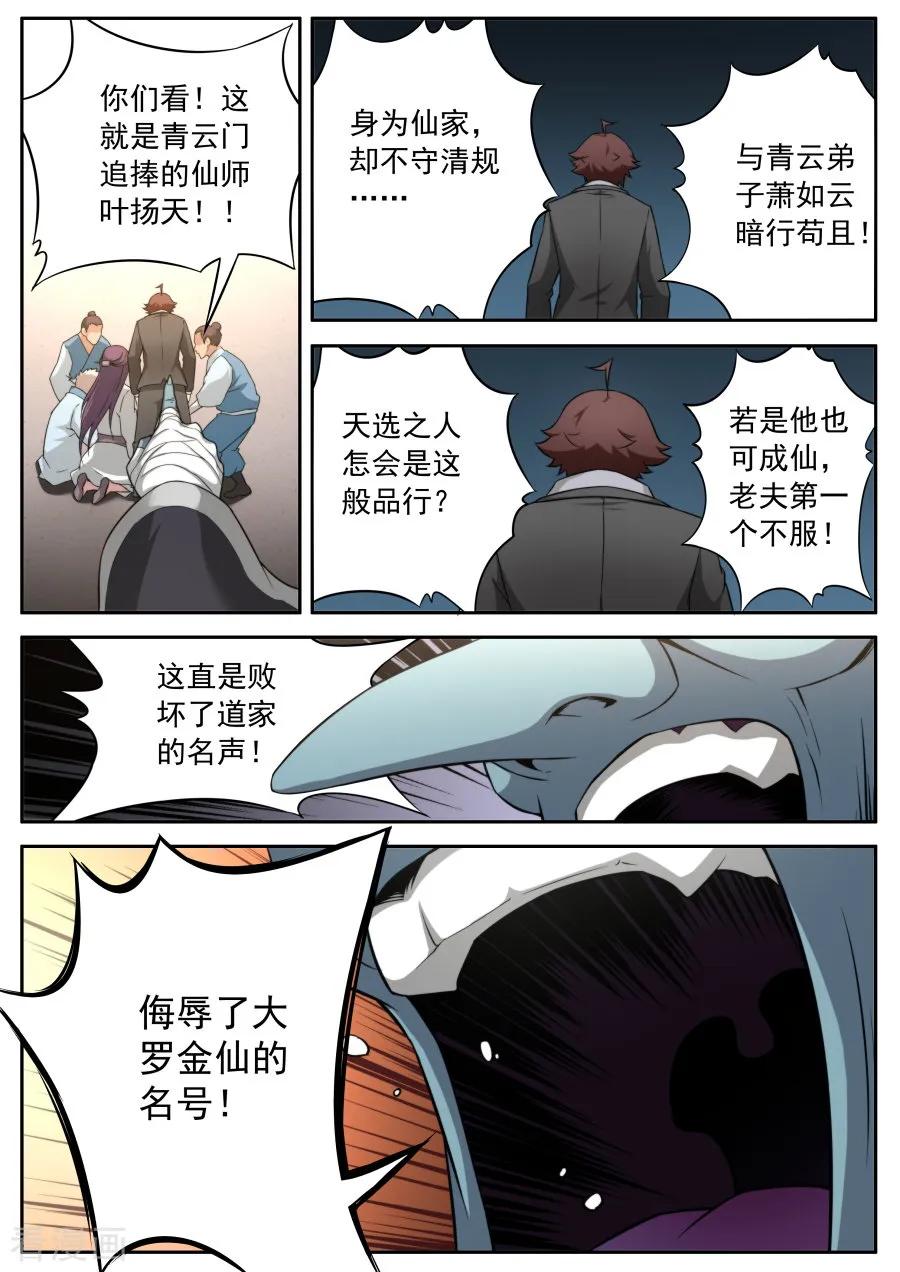 你们看！这
就是青云门
追捧的仙师
叶扬天！！
身为仙家，
却不守清规
……
与青云弟
子萧如云
暗行苟且！
天选之人
怎会是这
般品行？
若是他也
可成仙，
老夫第一
个不服！
这直是败
坏了道家
的名声！
侮辱了大
罗金仙的
名号！
看漫画